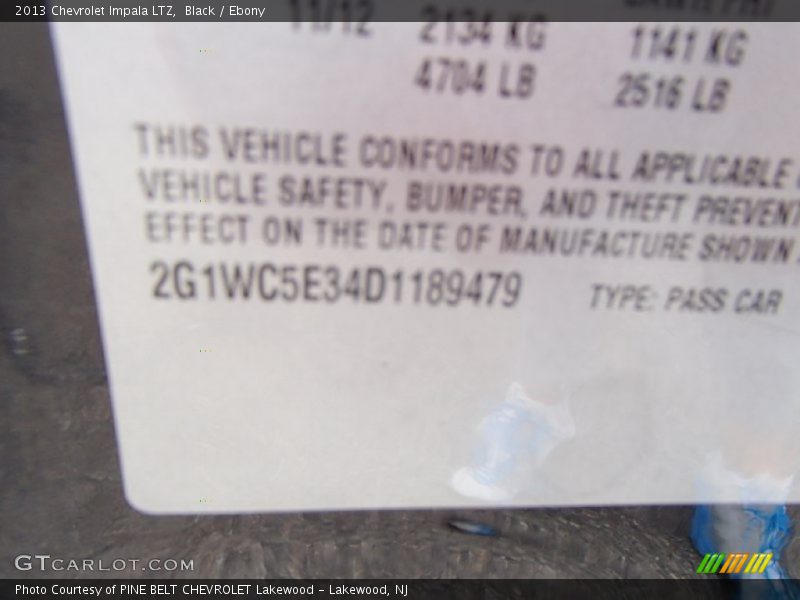 2013 Chevrolet Impala LTZ, Black / Ebony
11/12 2134 KG 1141 KG
4704 LB 2516 LB
THIS VEHICLE CONFORMS TO ALL APPLICABLE
VEHICLE SAFETY, BUMPER, AND THEFT PREVENT
EFFECT ON THE DATE OF MANUFACTURE SHOWN
2G1WC5E34D1189479 TYPE: PASS CAR
GTCARLOT.COM
Photo Courtesy of PINE BELT CHEVROLET Lakewood - Lakewood, NJ